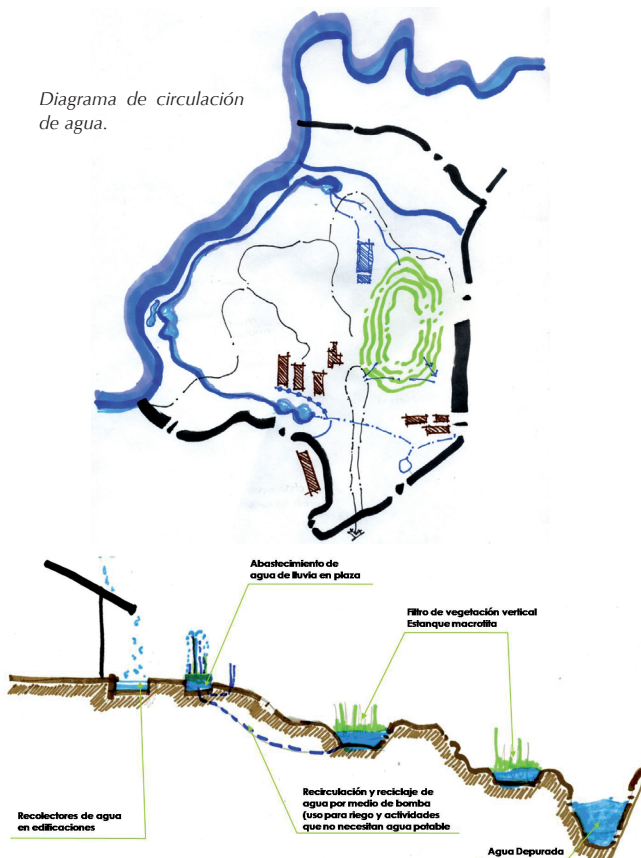 Diagrama de circulación
de agua.
Abastecimiento de
agua de lluvia en plaza
Filtro de vegetación vertical
Estanque macrofita
Recolectores de agua
en edificaciones
Recirculación y reciclaje de
agua por medio de bomba
(uso para riego y actividades
que no necesitan agua potable
Agua Depurada